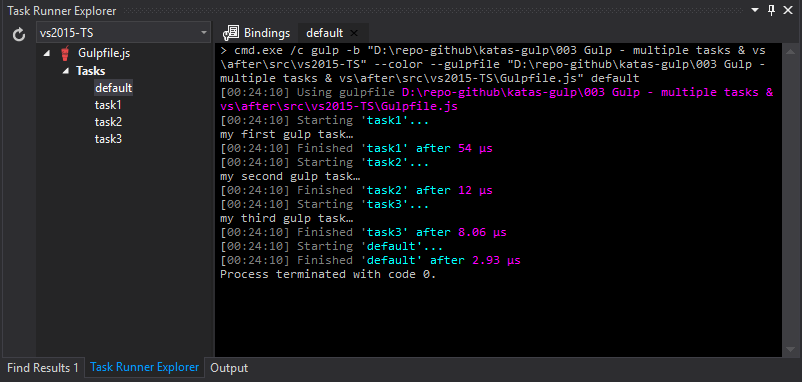 Task Runner Explorer
vs2015-TS
Gulpfile.js
Tasks
default
task1
task2
task3
Bindings
default
> cmd.exe /c gulp -b "D:\repo-github\katas-gulp\003 Gulp - multiple tasks & vs
\after\src\vs2015-TS" --color --gulpfile "D:\repo-github\katas-gulp\003 Gulp -
multiple tasks & vs\after\src\vs2015-TS\Gulpfile.js" default
[00:24:10] Using gulpfile D:\repo-github\katas-gulp\003 Gulp - multiple tasks &
vs\after\src\vs2015-TS\Gulpfile.js
[00:24:10] Starting 'task1'...
my first gulp task…
[00:24:10] Finished 'task1' after 54 μs
[00:24:10] Starting 'task2'...
my second gulp task…
[00:24:10] Finished 'task2' after 12 μs
[00:24:10] Starting 'task3'...
my third gulp task…
[00:24:10] Finished 'task3' after 8.06 μs
[00:24:10] Starting 'default'...
[00:24:10] Finished 'default' after 2.93 μs
Process terminated with code 0.
Find Results 1
Task Runner Explorer
Output